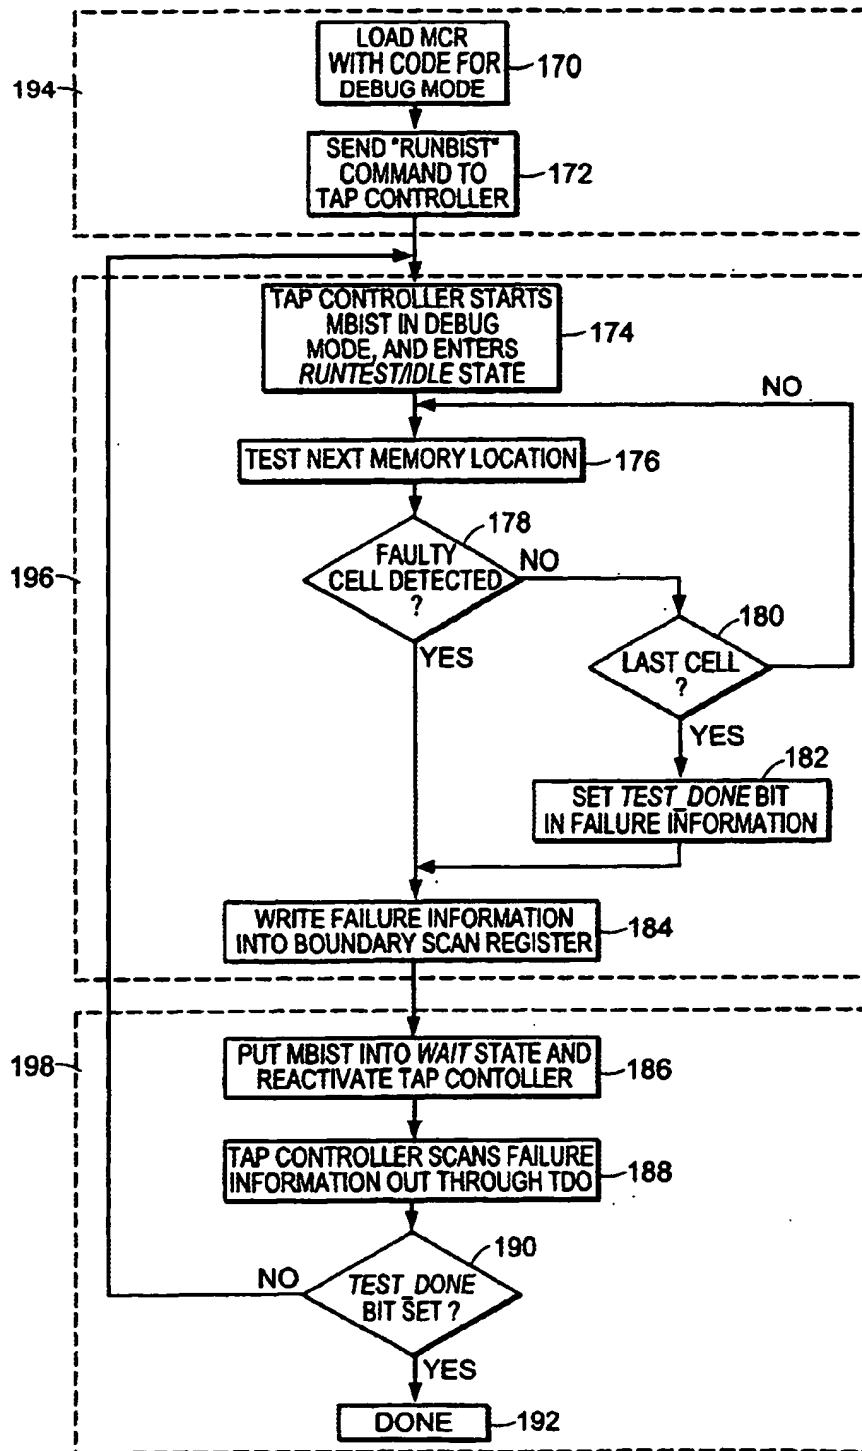 LOAD MCR
WITH CODE FOR
DEBUG MODE
170
194
SEND "RUNBIST"
COMMAND TO
TAP CONTROLLER
172
TAP CONTROLLER STARTS
MBIST IN DEBUG
MODE, AND ENTERS
RUNTEST/IDLE STATE
174
NO
TEST NEXT MEMORY LOCATION
176
178
FAULTY
CELL DETECTED
?
NO
196
180
YES
LAST CELL
?
YES
182
SET TEST_DONE BIT
IN FAILURE INFORMATION
WRITE FAILURE INFORMATION
INTO BOUNDARY SCAN REGISTER
184
198
PUT MBIST INTO WAIT STATE AND
REACTIVATE TAP CONTOLLER
186
TAP CONTROLLER SCANS FAILURE
INFORMATION OUT THROUGH TDO
188
190
NO
TEST_DONE
BIT SET ?
YES
DONE
192